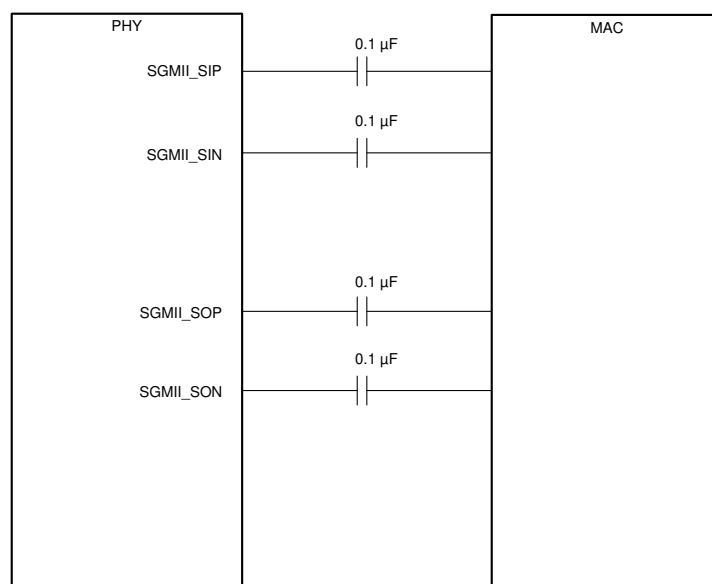 PHY
MAC
0.1 µF
SGMII_SIP
0.1 µF
SGMII_SIN
0.1 µF
SGMII_SOP
0.1 µF
SGMII_SON